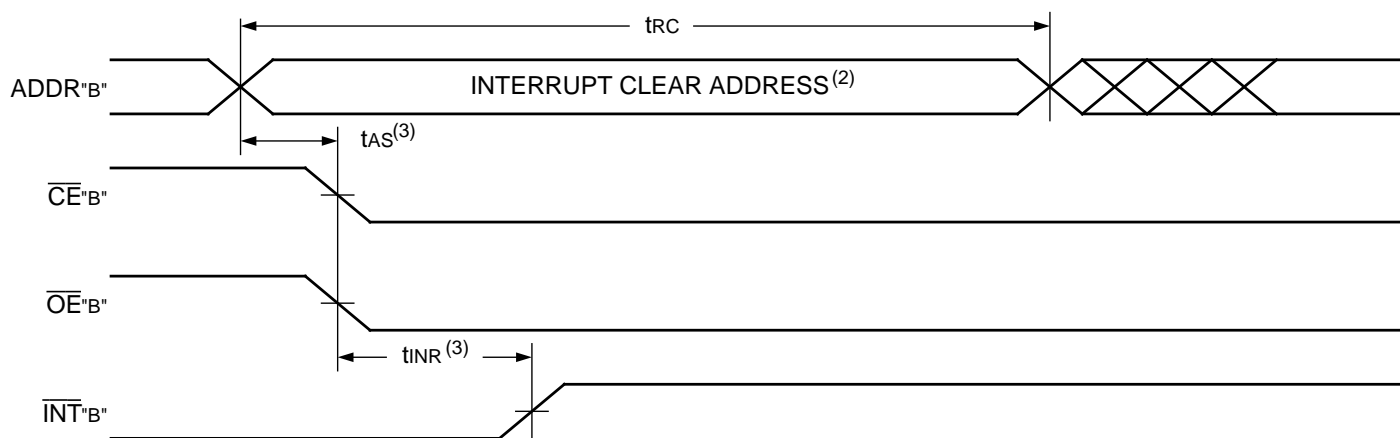 tRC
ADDR"B"
INTERRUPT CLEAR ADDRESS(2)
tAS(3)
CE"B"
OE"B"
tINR(3)
INT"B"